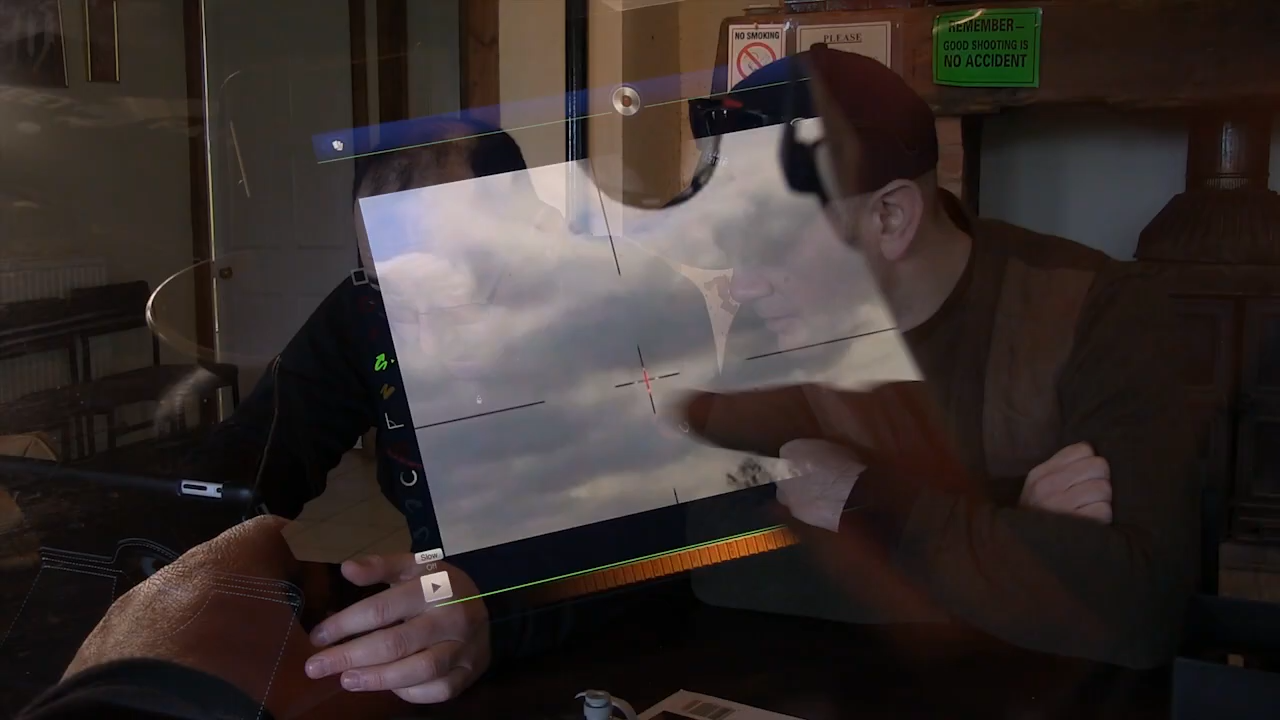 NO SMOKING
PLEASE
REMEMBER—
GOOD SHOOTING IS
NO ACCIDENT
Slow
Off